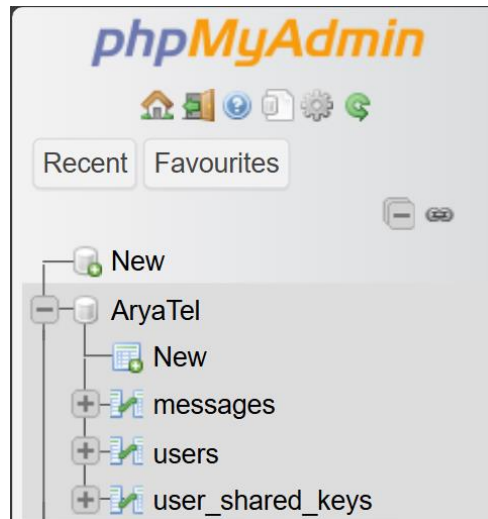 phpMyAdmin
Recent Favourites
New
AryaTel
New
messages
users
user_shared_keys